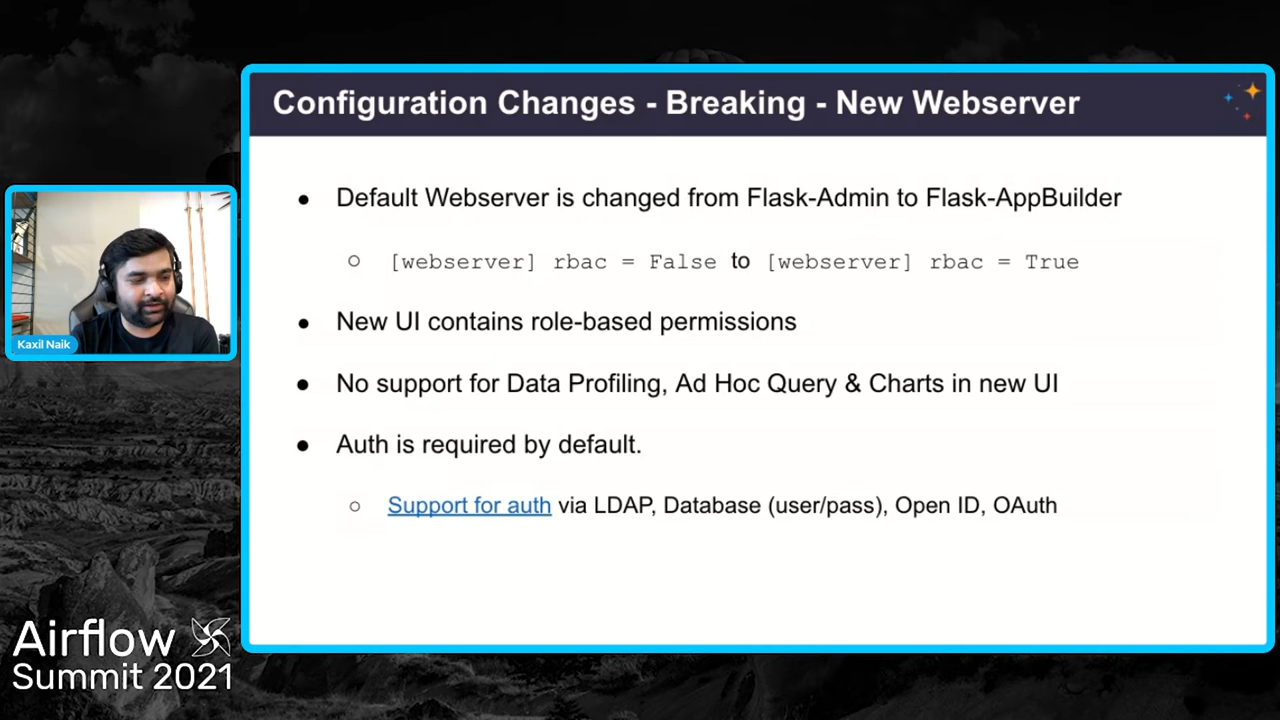 Configuration Changes - Breaking - New Webserver
● Default Webserver is changed from Flask-Admin to Flask-AppBuilder
○ [webserver] rbac = False to [webserver] rbac = True
● New UI contains role-based permissions
● No support for Data Profiling, Ad Hoc Query & Charts in new UI
● Auth is required by default.
○ Support for auth via LDAP, Database (user/pass), Open ID, OAuth
Kaxil Naik
Airflow
Summit 2021